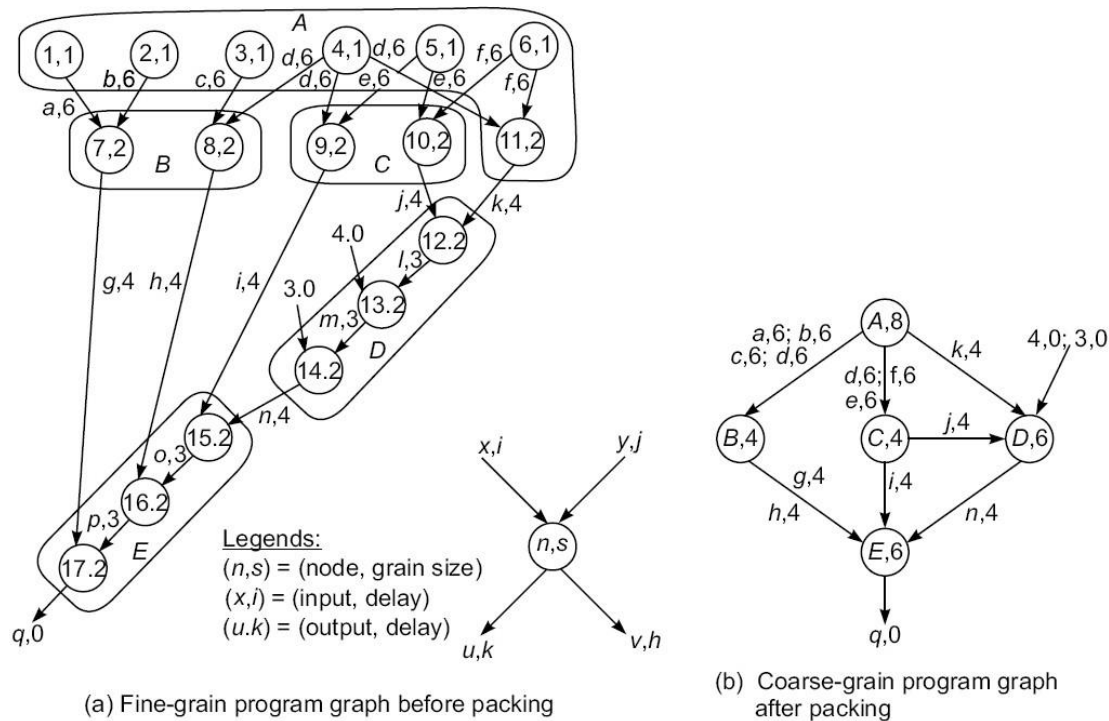 A
1,1 2,1 3,1 4,1 5,1 6,1
d,6 d,6 f,6
a,6 b,6 c,6 d,6 e,6 e,6 f,6
7,2 8,2 9,2 10,2 11,2
B C
j,4 k,4
4.0 12.2
l,3
g,4 h,4 i,4 3.0 13.2
m,3
D
14.2
n,4
15.2
o,3
16.2
p,3
E
17.2
q,0
Legends:
(n,s) = (node, grain size)
(x,i) = (input, delay)
(u.k) = (output, delay)
x,i y,j
n,s
u,k v,h
(a) Fine-grain program graph before packing
A,8
a,6; b,6
c,6; d,6
d,6; f,6
e,6
k,4
4,0; 3,0
B,4 C,4 j,4 D,6
g,4
h,4
i,4
n,4
E,6
q,0
(b) Coarse-grain program graph
after packing